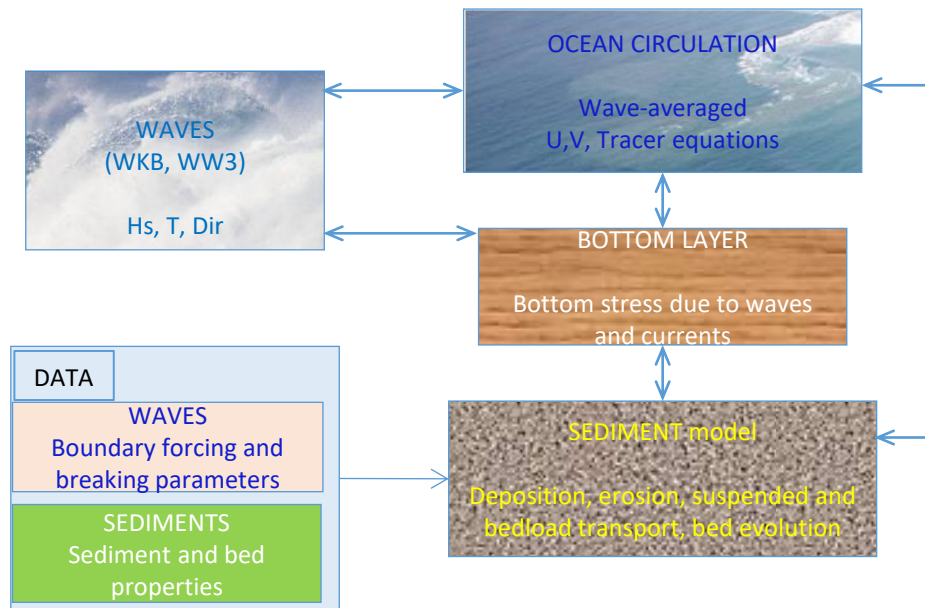 OCEAN CIRCULATION
Wave-averaged
U,V, Tracer equations
WAVES
(WKB, WW3)
Hs, T, Dir
BOTTOM LAYER
Bottom stress due to waves
and currents
DATA
WAVES
Boundary forcing and
breaking parameters
SEDIMENTS
Sediment and bed
properties
SEDIMENT model
Deposition, erosion, suspended and
bedload transport, bed evolution